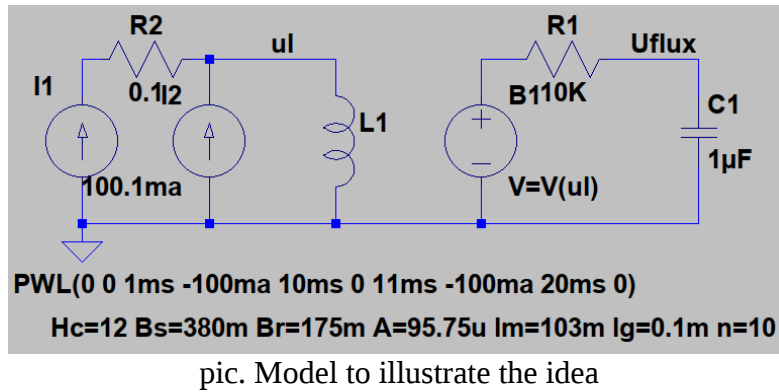 R2
ul
R1
Uflux
I1
0.1
I2
L1
B1
10K
C1
1µF
100.1ma
V=V(ul)
PWL(0 0 1ms -100ma 10ms 0 11ms -100ma 20ms 0)
Hc=12 Bs=380m Br=175m A=95.75u lm=103m lg=0.1m n=10
pic. Model to illustrate the idea